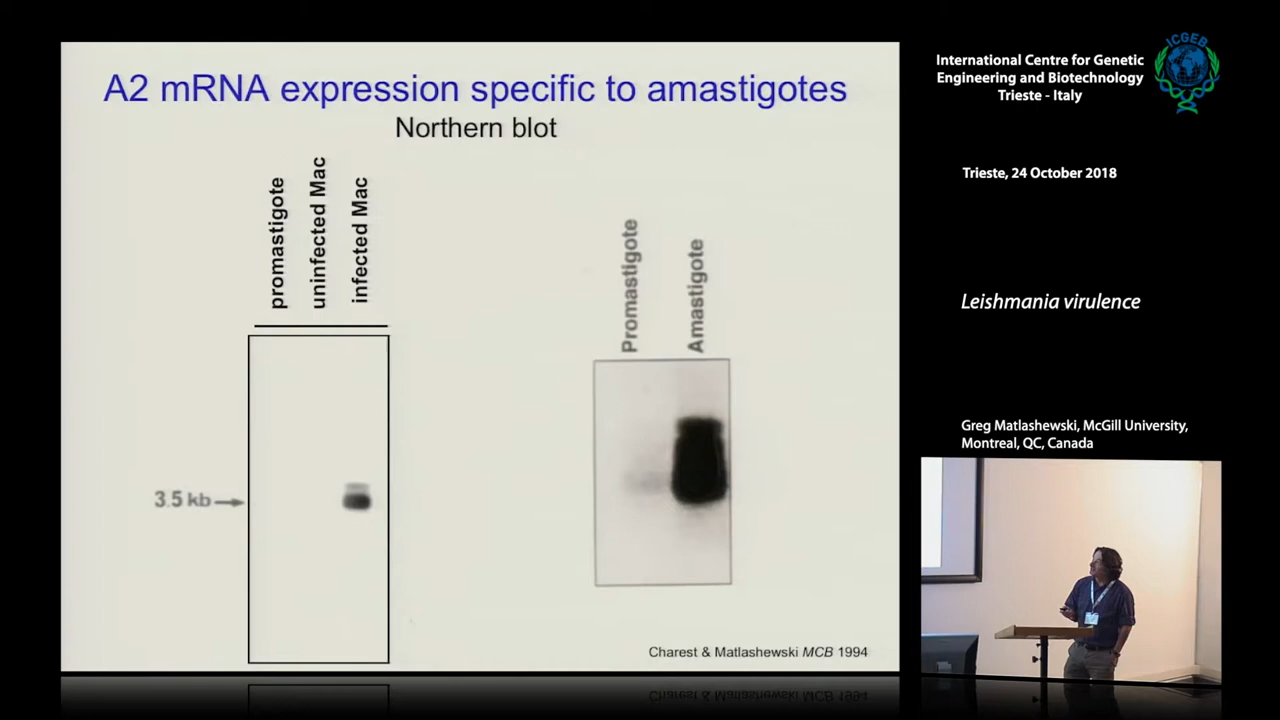 A2 mRNA expression specific to amastigotes
Northern blot
promastigote
uninfected Mac
infected Mac
3.5 kb
Promastigote
Amastigote
Charest & Matlashewski MCB 1994
International Centre for Genetic
Engineering and Biotechnology
Trieste - Italy
ICGEB
Trieste, 24 October 2018
Leishmania virulence
Greg Matlashewski, McGill University,
Montreal, QC, Canada